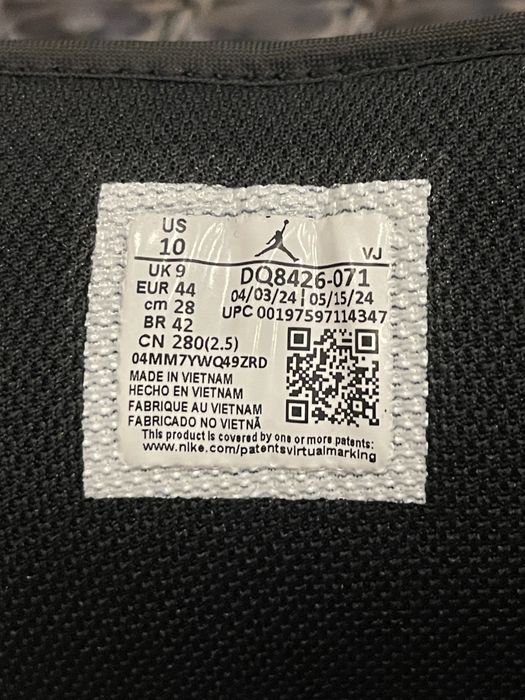 US
10
VJ
UK 9
DQ8426-071
EUR 44
04/03/24 | 05/15/24
cm 28
UPC 00197597114347
BR 42
CN 280(2.5)
04MM7YWQ49ZRD
MADE IN VIETNAM
HECHO EN VIETNAM
FABRIQUE AU VIETNAM
FABRICADO NO VIETNÃ
This product is covered by one or more patents:
www.nike.com/patentsvirtualmarking